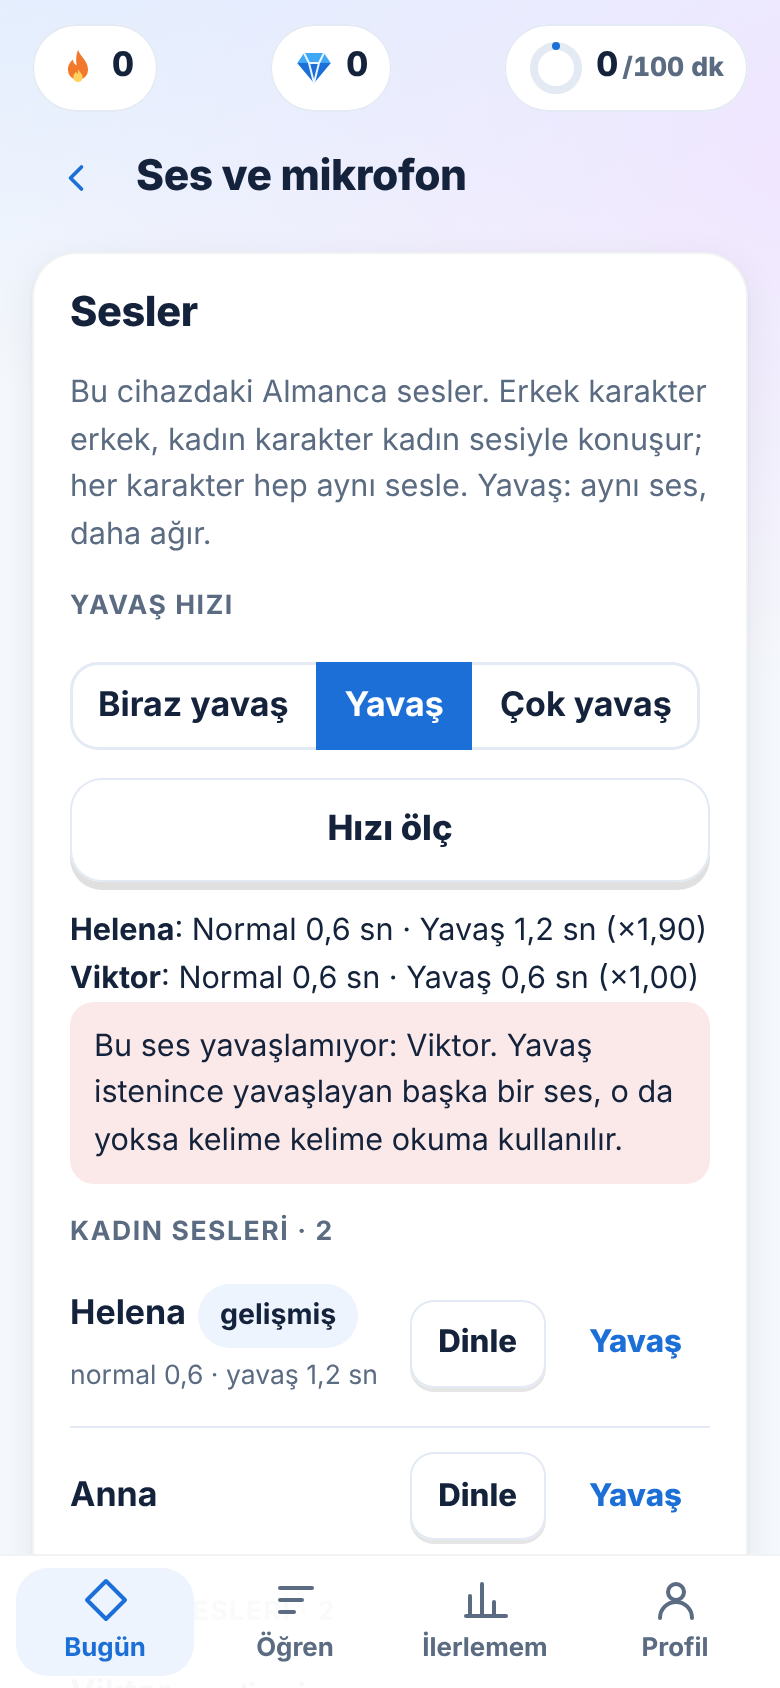 0
0
0/100 dk
Ses ve mikrofon
Sesler
Bu cihazdaki Almanca sesler. Erkek karakter
erkek, kadın karakter kadın sesiyle konuşur;
her karakter hep aynı sesle. Yavaş: aynı ses,
daha ağır.
YAVAŞ HIZI
Biraz yavaş
Yavaş
Çok yavaş
Hızı ölç
Helena: Normal 0,6 sn · Yavaş 1,2 sn (×1,90)
Viktor: Normal 0,6 sn · Yavaş 0,6 sn (×1,00)
Bu ses yavaşlamıyor: Viktor. Yavaş
istenince yavaşlayan başka bir ses, o da
yoksa kelime kelime okuma kullanılır.
KADIN SESLERİ · 2
Helena gelişmiş
normal 0,6 · yavaş 1,2 sn
Dinle
Yavaş
Anna
Dinle
Yavaş
Bugün
Öğren
İlerlemem
Profil